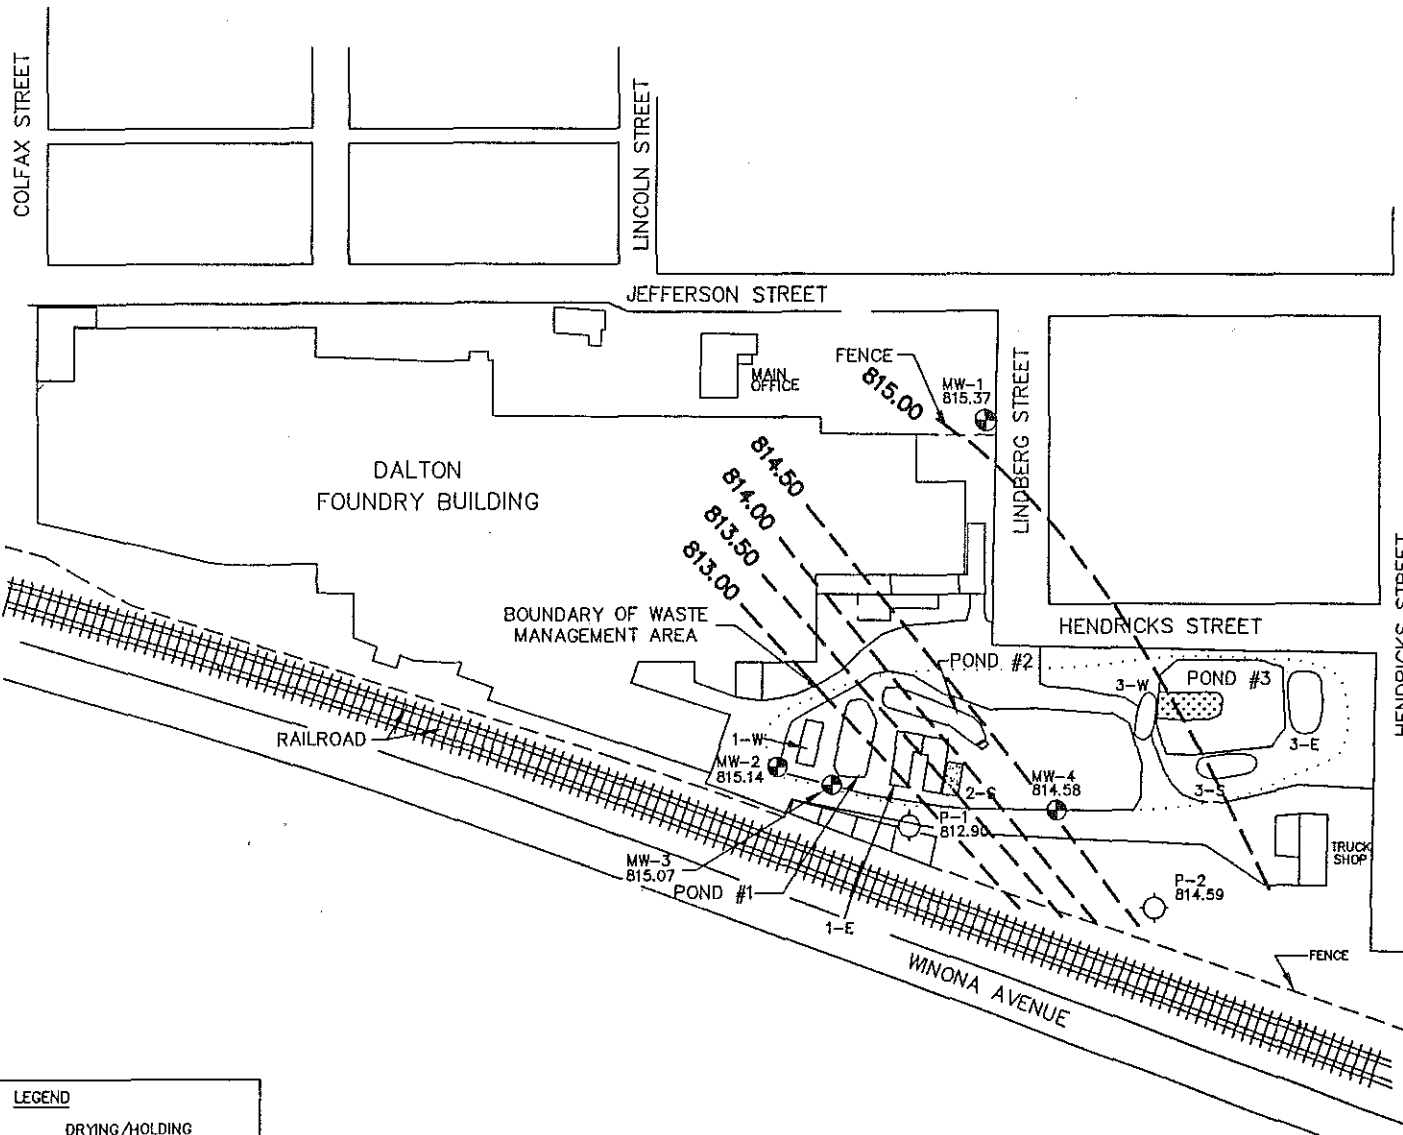 COLFAX STREET
LINCOLN STREET
JEFFERSON STREET
FENCE
815.00
MW-1
815.37
MAIN
OFFICE
LINDBERG STREET
DALTON
FOUNDRY BUILDING
814.50
814.00
813.50
813.00
BOUNDARY OF WASTE
MANAGEMENT AREA
HENDRICKS STREET
HENDRICKS STREET
POND #2
3-W
POND #3
3-E
3-S
RAILROAD
1-W
MW-2
815.14
MW-4
814.58
2-S
P-1
812.90
MW-3
815.07
POND #1
1-E
TRUCK
SHOP
P-2
814.59
FENCE
WINONA AVENUE
LEGEND
DRYING/HOLDING